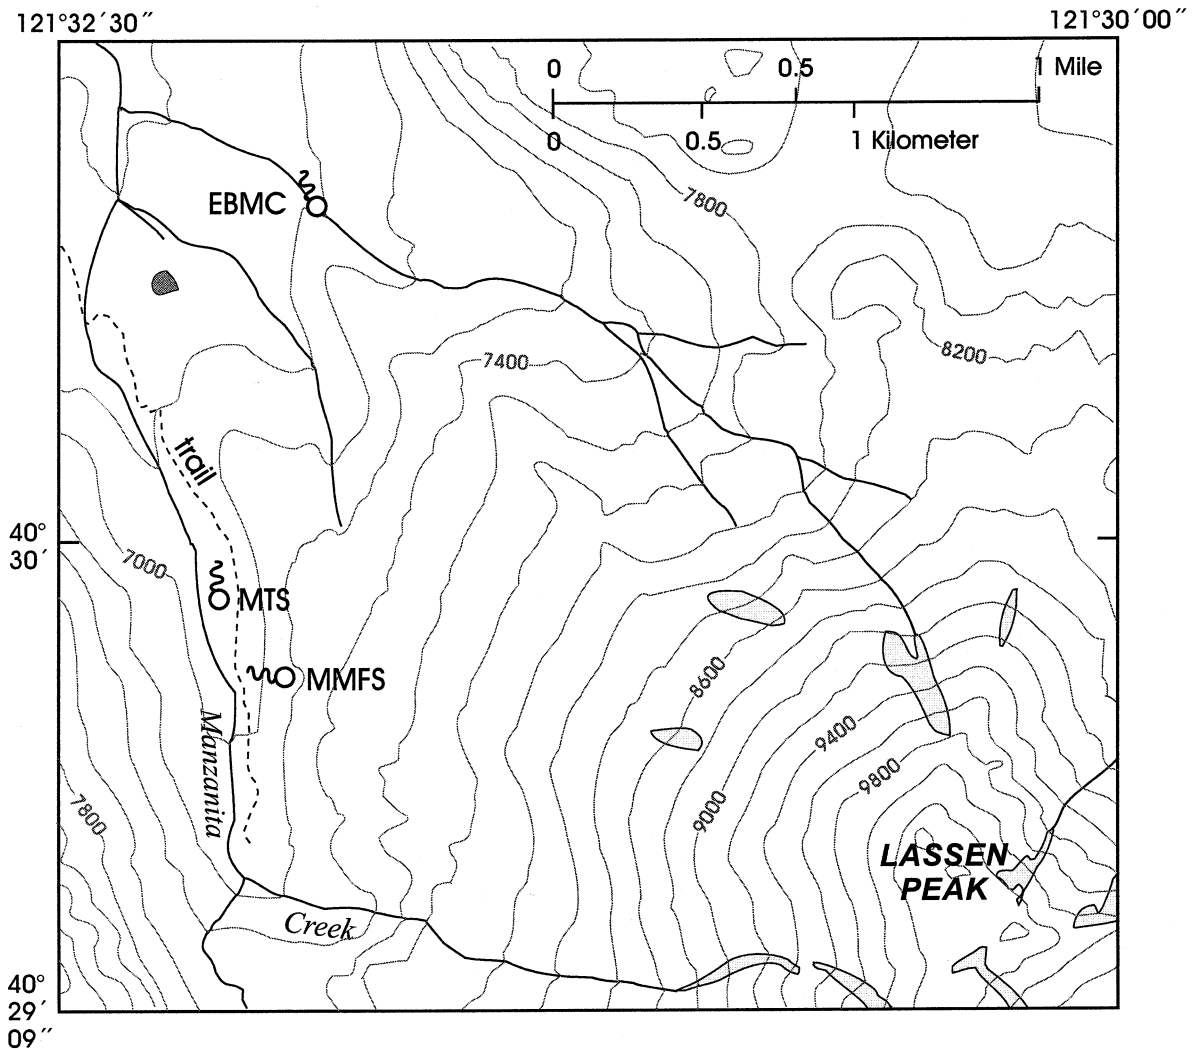 121°32´30˝
121°30´00˝
0 0.5 1 Mile
0 0.5 1 Kilometer
7800
EBMC
8200
7400
trail
40°
30´
7000
MTS
8600
MMFS
Manzanita
9400
9800
7800
9000
LASSEN
PEAK
Creek
40°
29´
09˝